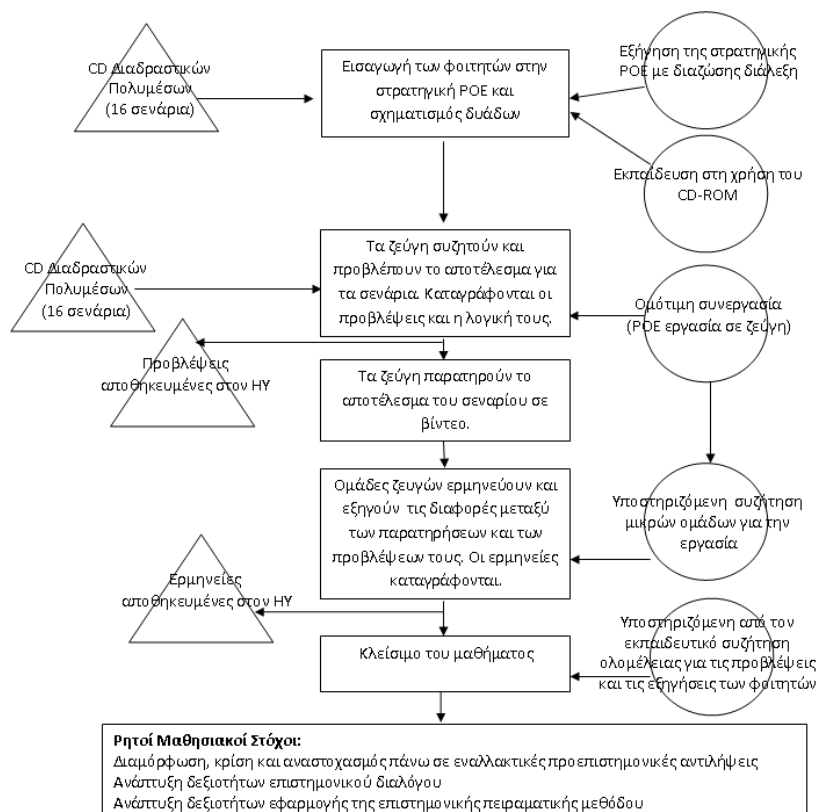 CD Διαδραστικών
Πολυμέσων
(16 σενάρια)
Εισαγωγή των φοιτητών στην
στρατηγική POE και
σχηματισμός δυάδων
Εξήγηση της στρατηγικής
POE με διαζώσης διάλεξη
Εκπαίδευση στη χρήση του
CD-ROM
CD Διαδραστικών
Πολυμέσων
(16 σενάρια)
Τα ζεύγη συζητούν και
προβλέπουν το αποτέλεσμα για
τα σενάρια. Καταγράφονται οι
προβλέψεις και η λογική τους.
Ομότιμη συνεργασία
(POE εργασία σε ζεύγη)
Προβλέψεις
αποθηκευμένες στον ΗΥ
Τα ζεύγη παρατηρούν το
αποτέλεσμα του σεναρίου σε
βίντεο.
Ομάδες ζευγών ερμηνεύουν και
εξηγούν τις διαφορές μεταξύ
των παρατηρήσεων και των
προβλέψεων τους. Οι ερμηνείες
καταγράφονται.
Υποστηριζόμενη συζήτηση
μικρών ομάδων για την
εργασία
Ερμηνείες
αποθηκευμένες στον ΗΥ
Κλείσιμο του μαθήματος
Υποστηριζόμενη από τον
εκπαιδευτικό συζήτηση
ολομέλειας για τις προβλέψεις
και τις εξηγήσεις των φοιτητών
Ρητοί Μαθησιακοί Στόχοι:
Διαμόρφωση, κρίση και αναστοχασμός πάνω σε εναλλακτικές προεπιστημονικές αντιλήψεις
Ανάπτυξη δεξιοτήτων επιστημονικού διαλόγου
Ανάπτυξη δεξιοτήτων εφαρμογής της επιστημονικής πειραματικής μεθόδου